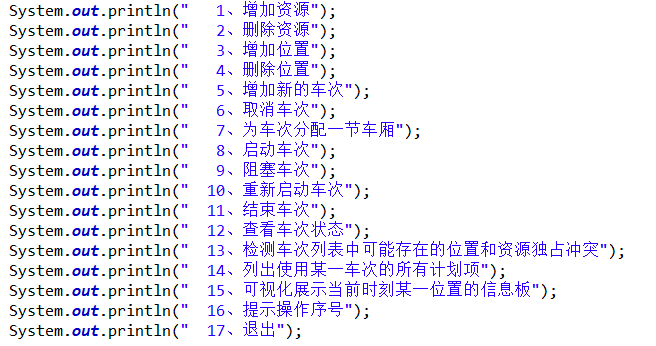 System.out.println("   1、增加资源");
System.out.println("   2、删除资源");
System.out.println("   3、增加位置");
System.out.println("   4、删除位置");
System.out.println("   5、增加新的车次");
System.out.println("   6、取消车次");
System.out.println("   7、为车次分配一节车厢");
System.out.println("   8、启动车次");
System.out.println("   9、阻塞车次");
System.out.println("  10、重新启动车次");
System.out.println("  11、结束车次");
System.out.println("  12、查看车次状态");
System.out.println("  13、检测车次列表中可能存在的位置和资源独占冲突");
System.out.println("  14、列出使用某一车次的所有计划项");
System.out.println("  15、可视化展示当前时刻某一位置的信息板");
System.out.println("  16、提示操作序号");
System.out.println("  17、退出");